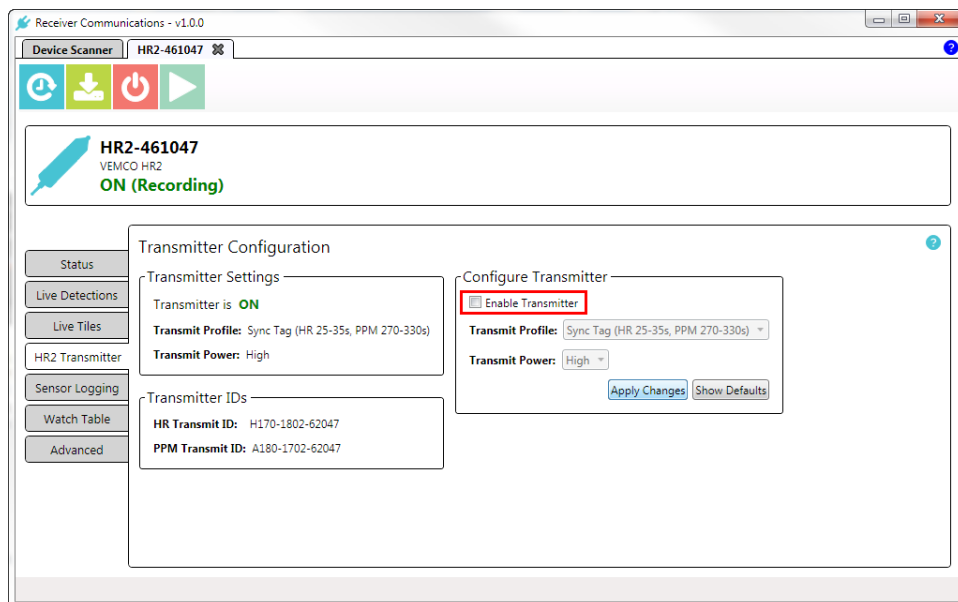 Receiver Communications - v1.0.0
Device Scanner
HR2-461047
HR2-461047
VEMCO HR2
ON (Recording)
Status
Live Detections
Live Tiles
HR2 Transmitter
Sensor Logging
Watch Table
Advanced
Transmitter Configuration
?
Transmitter Settings
Transmitter is ON
Transmit Profile: Sync Tag (HR 25-35s, PPM 270-330s)
Transmit Power: High
Transmitter IDs
HR Transmit ID: H170-1802-62047
PPM Transmit ID: A180-1702-62047
Configure Transmitter
Enable Transmitter
Transmit Profile: Sync Tag (HR 25-35s, PPM 270-330s)
Transmit Power: High
Apply Changes Show Defaults